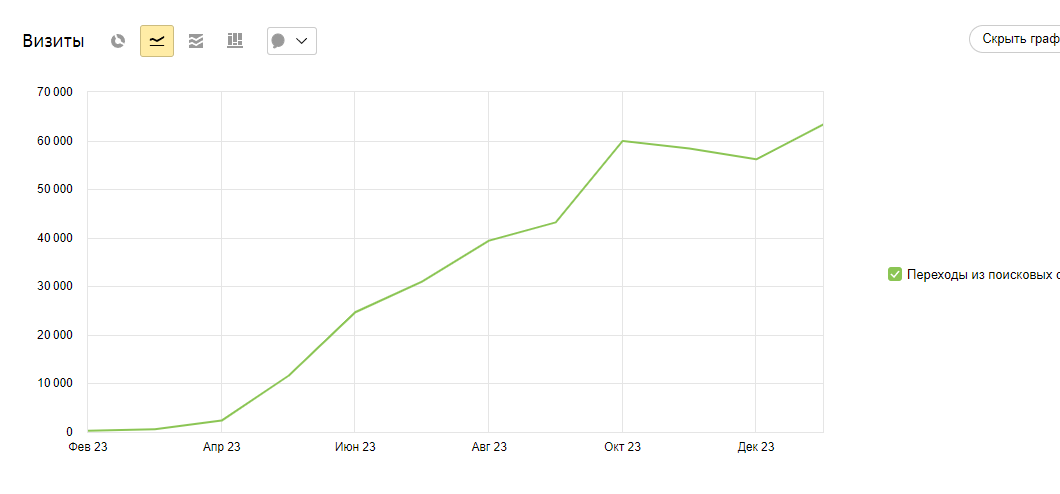 Визиты
Скрыть граф
70 000
60 000
50 000
40 000
30 000
20 000
10 000
0
Фев 23
Апр 23
Июн 23
Авг 23
Окт 23
Дек 23
Переходы из поисковых